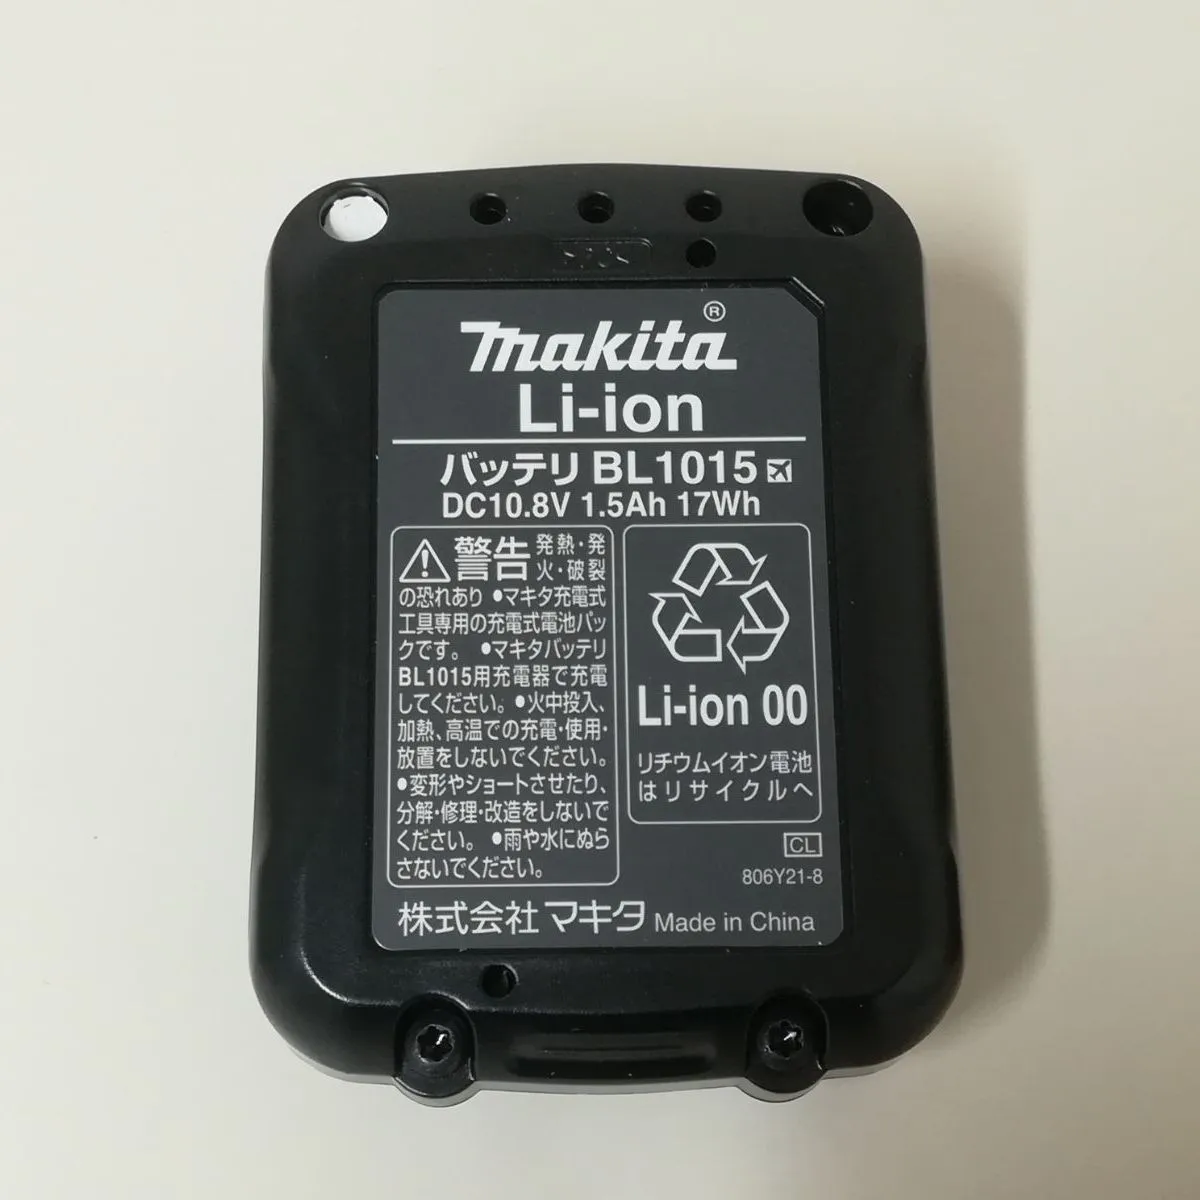 makita®
Li-ion
バッテリ BL1015
DC10.8V 1.5Ah 17Wh
警告 発熱・発
火・破裂
の恐れあり ●マキタ充電式
工具専用の充電式電池パッ
クです。 ●マキタバッテリ
BL1015用充電器で充電
してください。●火中投入、
加熱、高温での充電・使用・
放置をしないでください。
●変形やショートさせたり、
分解・修理・改造をしないで
ください。 ●雨や水にぬら
さないでください。
Li-ion 00
リチウムイオン電池
はリサイクルへ
CL
806Y21-8
株式会社 マキタ Made in China